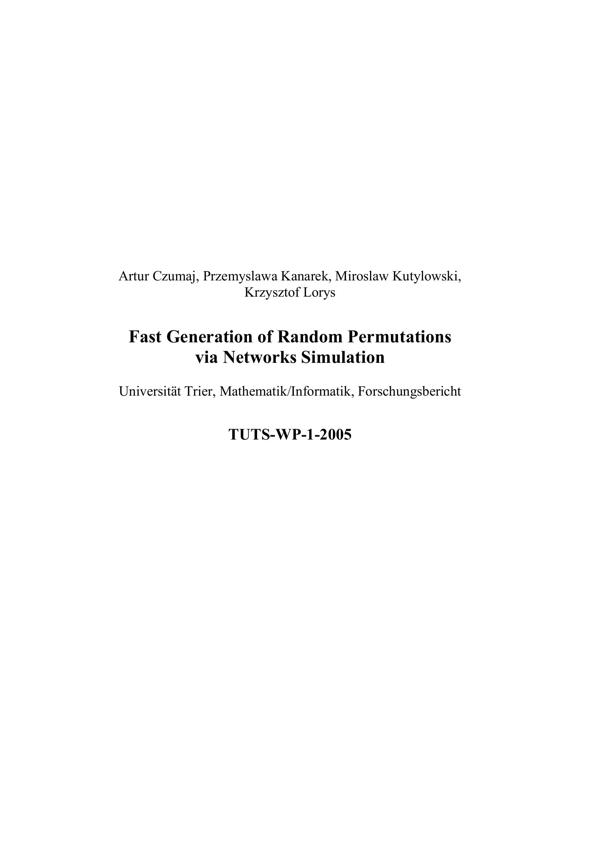 Artur Czumaj, Przemyslawa Kanarek, Miroslaw Kutylowski,
Krzysztof Lorys
Fast Generation of Random Permutations
via Networks Simulation
Universität Trier, Mathematik/Informatik, Forschungsbericht
TUTS-WP-1-2005